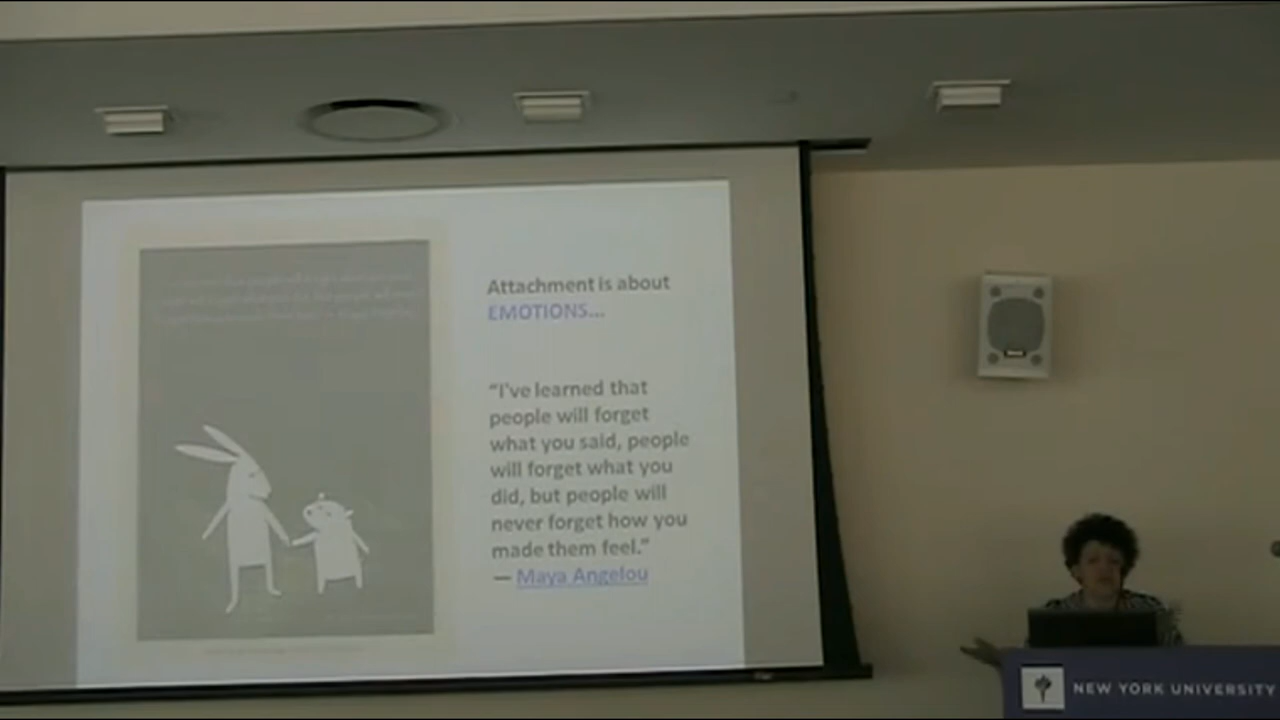 Attachment is about
EMOTIONS...
"I've learned that
people will forget
what you said, people
will forget what you
did, but people will
never forget how you
made them feel."
— Maya Angelou
NEW YORK UNIVERSITY